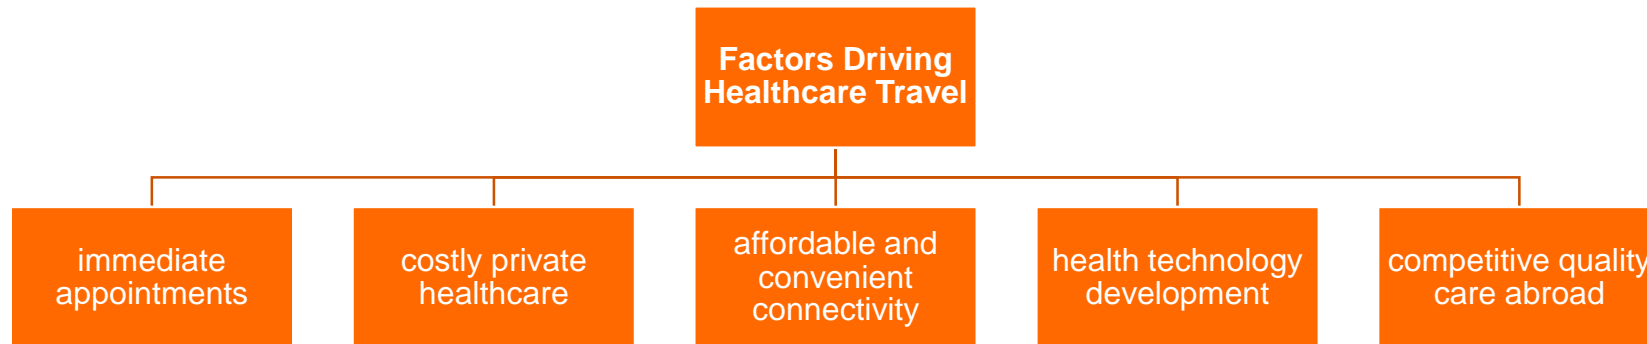 Factors Driving
Healthcare Travel
immediate
appointments
costly private
healthcare
affordable and
convenient
connectivity
health technology
development
competitive quality
care abroad